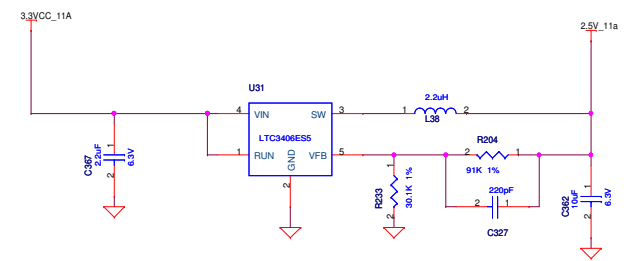 3.3VCC_11A
2.5V_11a
U31
4 VIN SW 3
LTC3406ES5
1 RUN VFB 5
GND
2
2.2uH
1 2
L38
R204
2 1
91K 1%
220pF
2 1
C327
C367
2.2uF
6.3V
1
2
R233
30.1K 1%
1
2
C362
10uF
6.3V
1
2